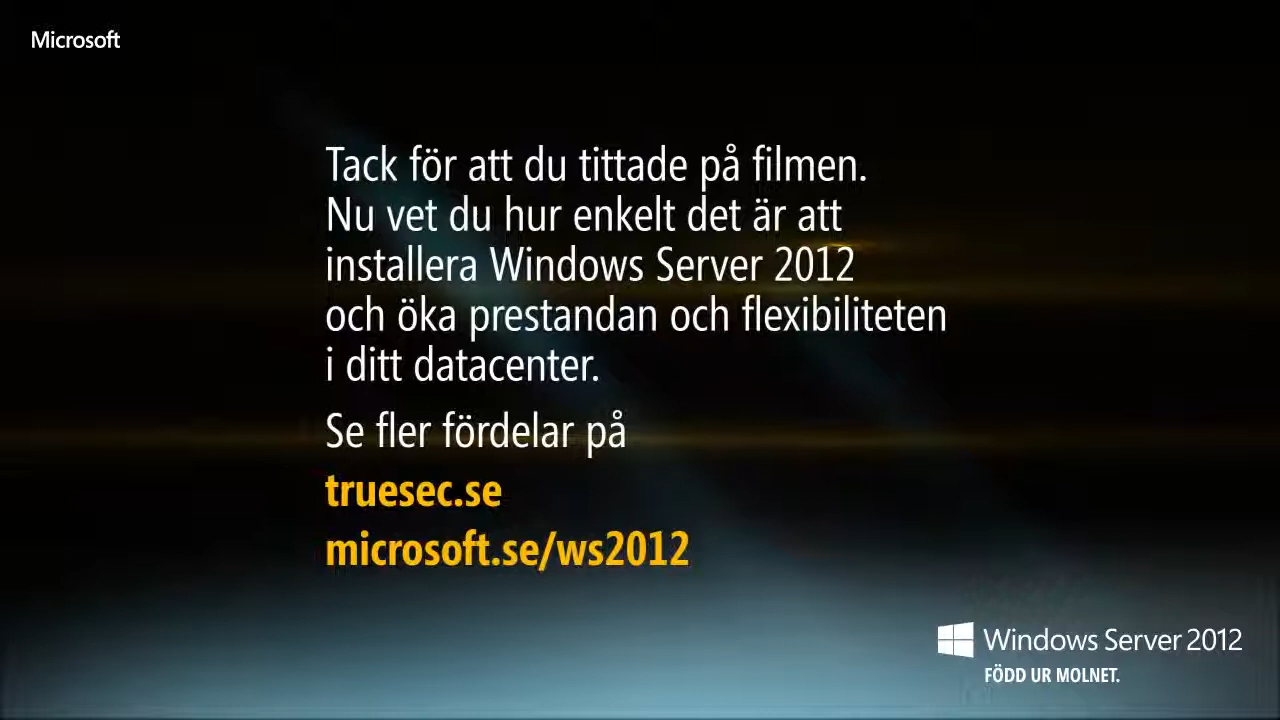 Microsoft
Tack för att du tittade på filmen.
Nu vet du hur enkelt det är att
installera Windows Server 2012
och öka prestandan och flexibiliteten
i ditt datacenter.
Se fler fördelar på
truesec.se
microsoft.se/ws2012
Windows Server 2012
FÖDD UR MOLNET.